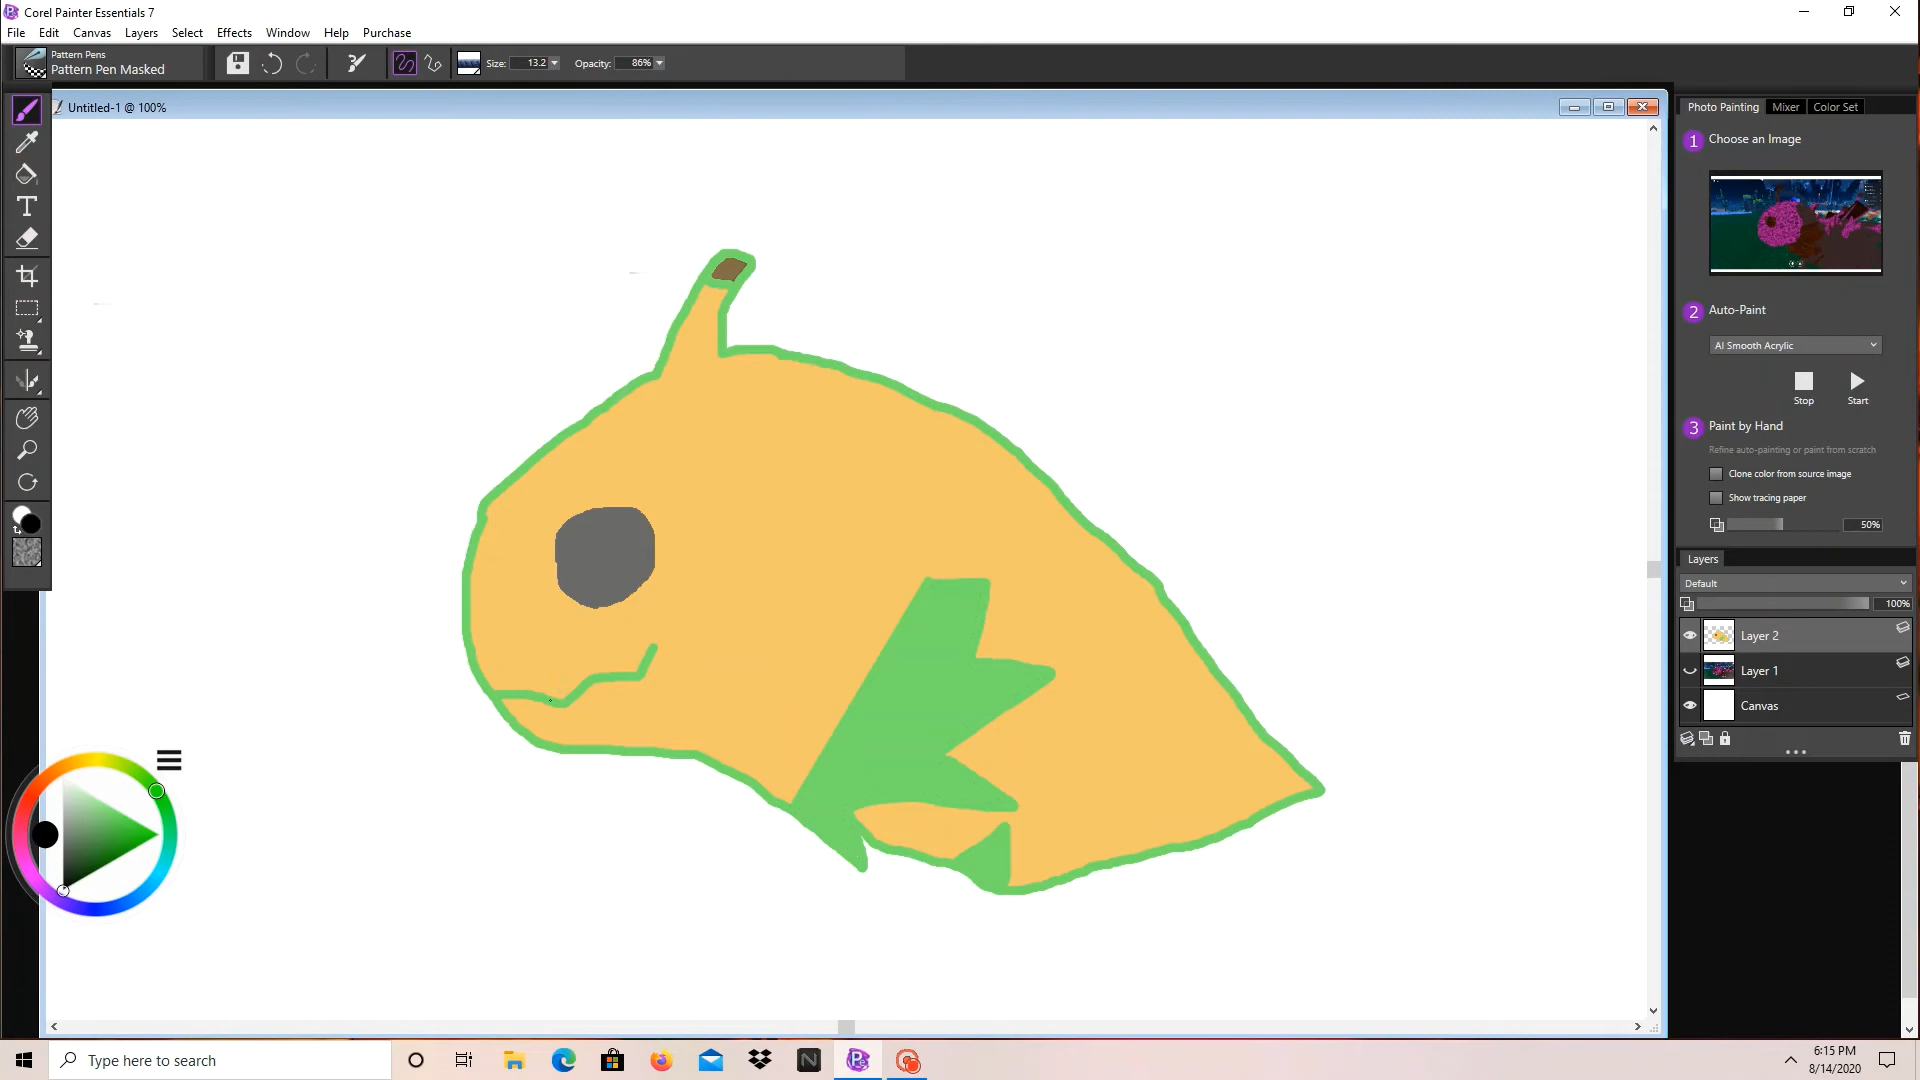 Corel Painter Essentials 7
File Edit Canvas Layers Select Effects Window Help Purchase
Pattern Pens
Pattern Pen Masked
Size: 13.2 Opacity: 86%
Untitled-1 @ 100%
Photo Painting Mixer Color Set
1 Choose an Image
2 Auto-Paint
AI Smooth Acrylic
Stop Start
3 Paint by Hand
Refine auto-painting or paint from scratch
Clone color from source image
Show tracing paper
50%
Layers
Default
100%
Layer 2
Layer 1
Canvas
Type here to search
6:15 PM
8/14/2020